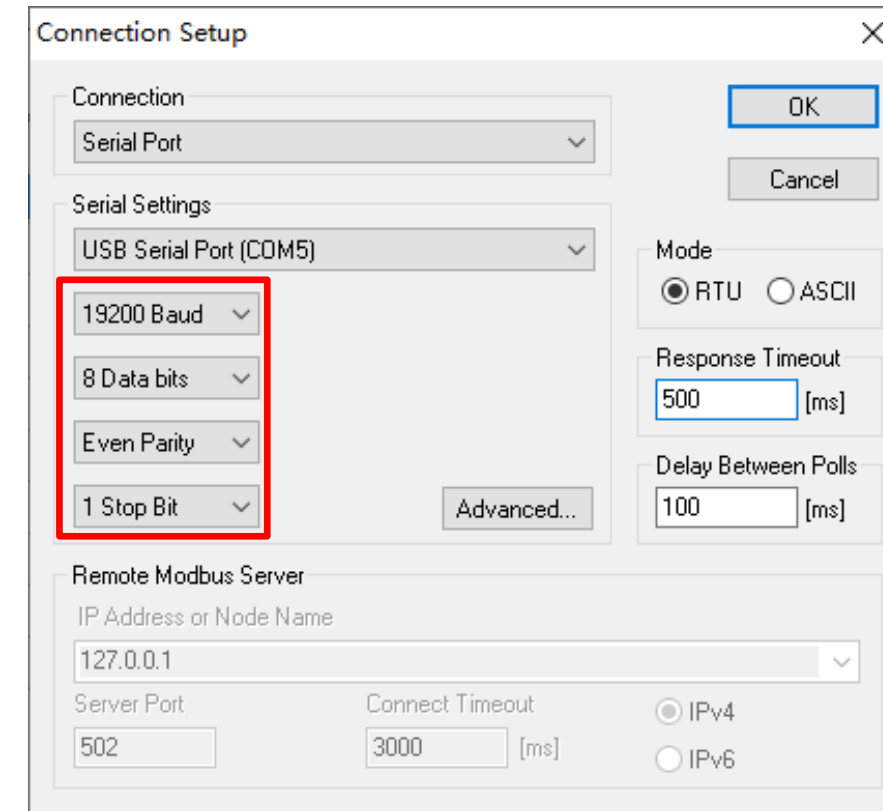 Connection Setup
Connection
Serial Port
OK
Cancel
Serial Settings
USB Serial Port (COM5)
19200 Baud
8 Data bits
Even Parity
1 Stop Bit
Advanced...
Mode
RTU
ASCII
Response Timeout
500 [ms]
Delay Between Polls
100 [ms]
Remote Modbus Server
IP Address or Node Name
127.0.0.1
Server Port
Connect Timeout
502
3000 [ms]
IPv4
IPv6